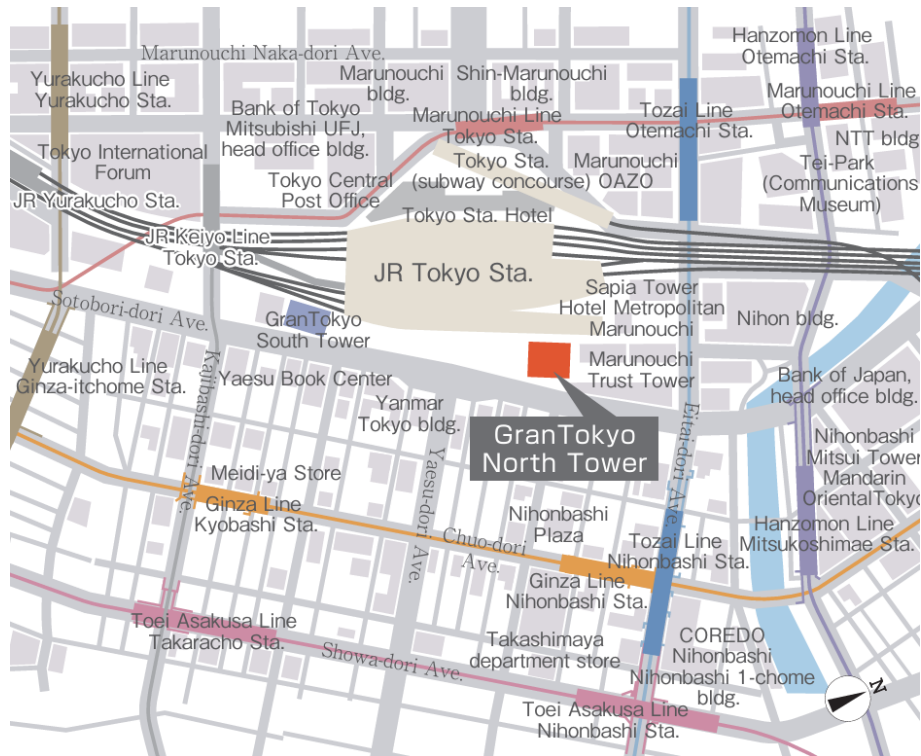 Marunouchi Naka-dori Ave.
Hanzomon Line
Otemachi Sta.
Yurakucho Line
Yurakucho Sta.
Marunouchi
bldg.
Shin-Marunouchi
bldg.
Marunouchi Line
Otemachi Sta.
Bank of Tokyo
Mitsubishi UFJ,
head office bldg.
Marunouchi Line
Tokyo Sta.
Tozai Line
Otemachi Sta.
NTT bldg
Tokyo International
Forum
Tokyo Sta.
(subway concourse)
Marunouchi
OAZO
Tei-Park
(Communications
Museum)
Tokyo Central
Post Office
JR Yurakucho Sta.
Tokyo Sta. Hotel
JR Keiyo Line
Tokyo Sta.
JR Tokyo Sta.
Sapia Tower
Hotel Metropolitan
Marunouchi
Sotobori-dori Ave.
GranTokyo
South Tower
Nihon bldg.
Yurakucho Line
Ginza-itchome Sta.
Kajibashi-dori Ave.
Yaesu Book Center
Marunouchi
Trust Tower
Bank of Japan,
head office bldg.
Yanmar
Tokyo bldg.
GranTokyo
North Tower
Eitai-dori Ave.
Nihonbashi
Mitsui Tower
Mandarin
OrientalTokyo
Meidi-ya Store
Yaesu-dori Ave.
Ginza Line
Kyobashi Sta.
Nihonbashi
Plaza
Chuo-dori
Ave.
Tozai Line
Nihonbashi Sta.
Hanzomon Line
Mitsukoshimae Sta.
Ginza Line
Nihonbashi Sta.
Toei Asakusa Line
Takaracho Sta.
Showa-dori Ave.
Takashimaya
department store
COREDO
Nihonbashi
Nihonbashi 1-chome
bldg.
Toei Asakusa Line
Nihonbashi Sta.
N